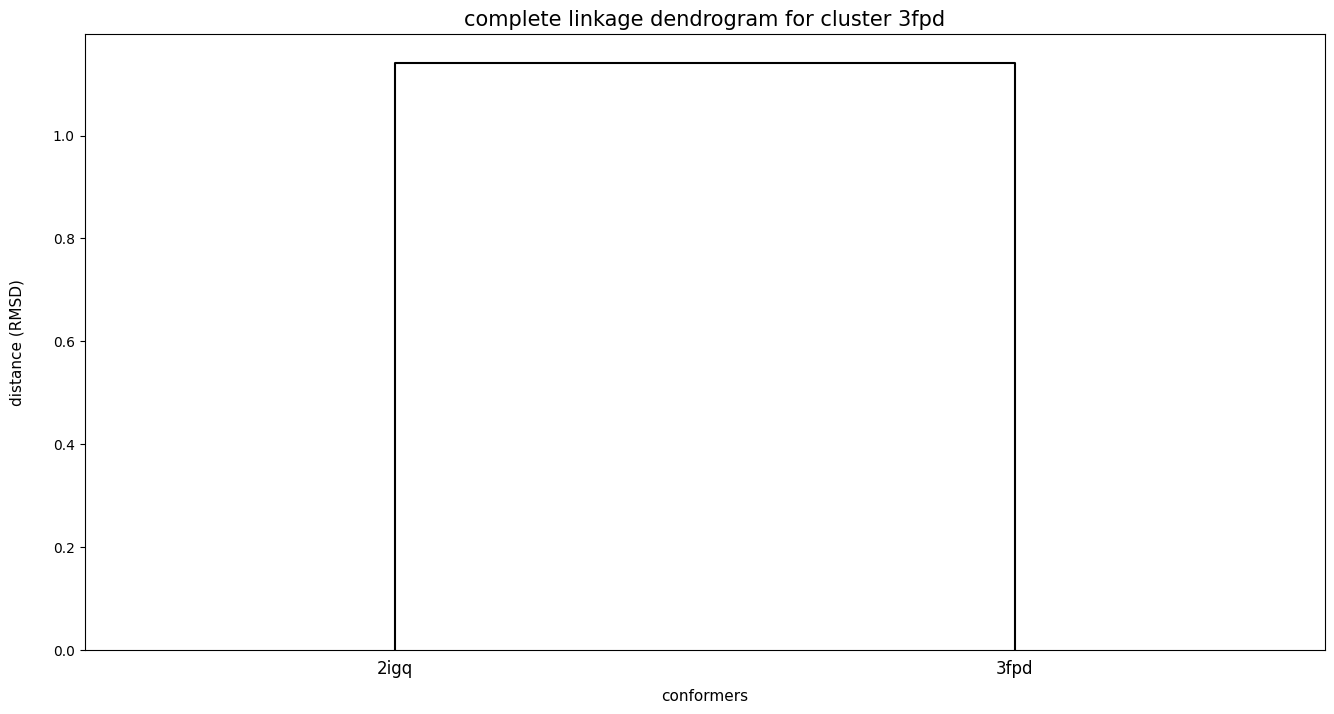 complete linkage dendrogram for cluster 3fpd
1.0
0.8
0.6
0.4
0.2
0.0
distance (RMSD)
2igq 3fpd
conformers